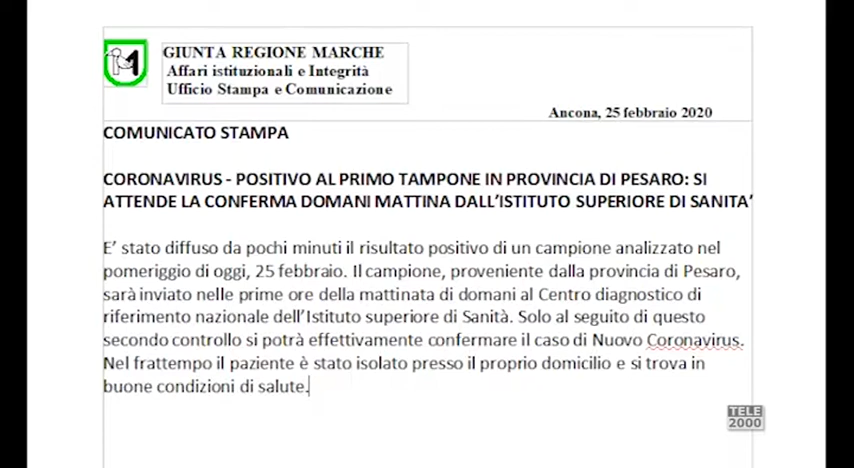 GIUNTA REGIONE MARCHE
Affari istituzionali e Integrità
Ufficio Stampa e Comunicazione
Ancona, 25 febbraio 2020
COMUNICATO STAMPA
CORONAVIRUS - POSITIVO AL PRIMO TAMPONE IN PROVINCIA DI PESARO: SI
ATTENDE LA CONFERMA DOMANI MATTINA DALL'ISTITUTO SUPERIORE DI SANITA'
E' stato diffuso da pochi minuti il risultato positivo di un campione analizzato nel
pomeriggio di oggi, 25 febbraio. Il campione, proveniente dalla provincia di Pesaro,
sarà inviato nelle prime ore della mattinata di domani al Centro diagnostico di
riferimento nazionale dell'Istituto superiore di Sanità. Solo al seguito di questo
secondo controllo si potrà effettivamente confermare il caso di Nuovo Coronavirus.
Nel frattempo il paziente è stato isolato presso il proprio domicilio e si trova in
buone condizioni di salute.
TELE
2000